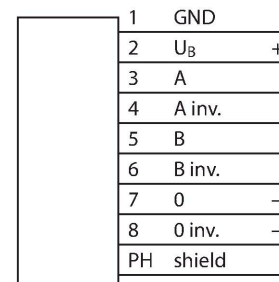 1 GND
2 U_B +
3 A
4 A inv.
5 B
6 B inv.
7 0 –
8 0 inv. –
PH shield